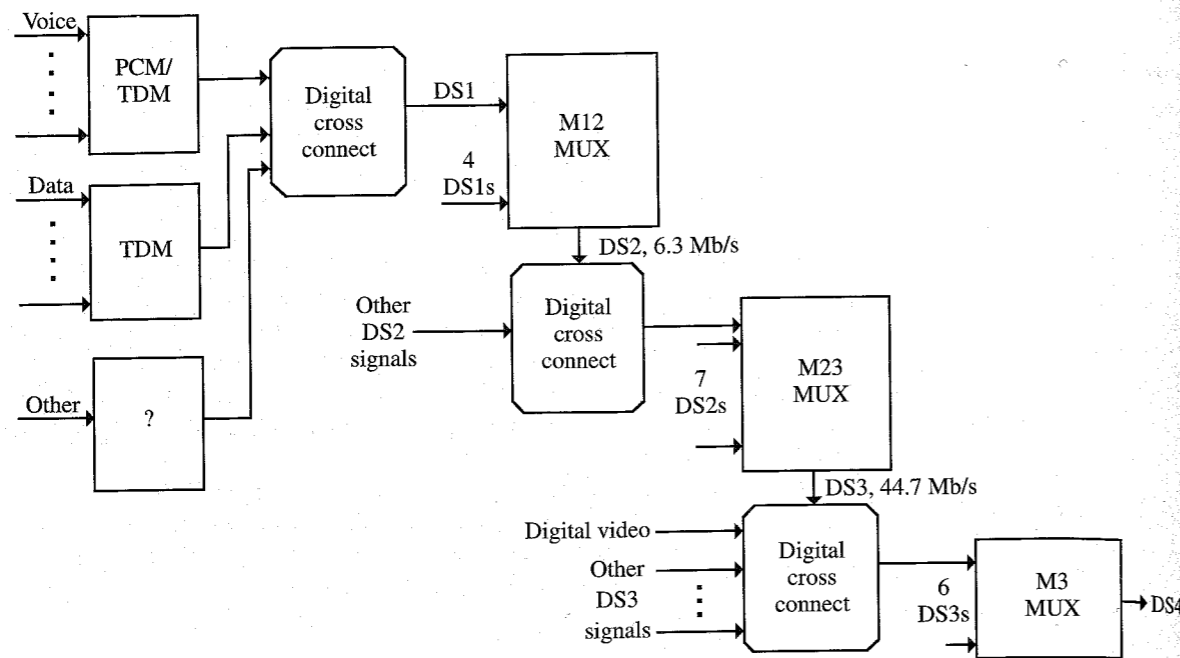 Voice
PCM/
TDM
Digital
cross
connect
DS1
M12
MUX
4
DS1s
Data
TDM
DS2, 6.3 Mb/s
Other
DS2
signals
Digital
cross
connect
M23
MUX
7
DS2s
Other
?
DS3, 44.7 Mb/s
Digital video
Other
DS3
signals
Digital
cross
connect
6
DS3s
M3
MUX
DS4